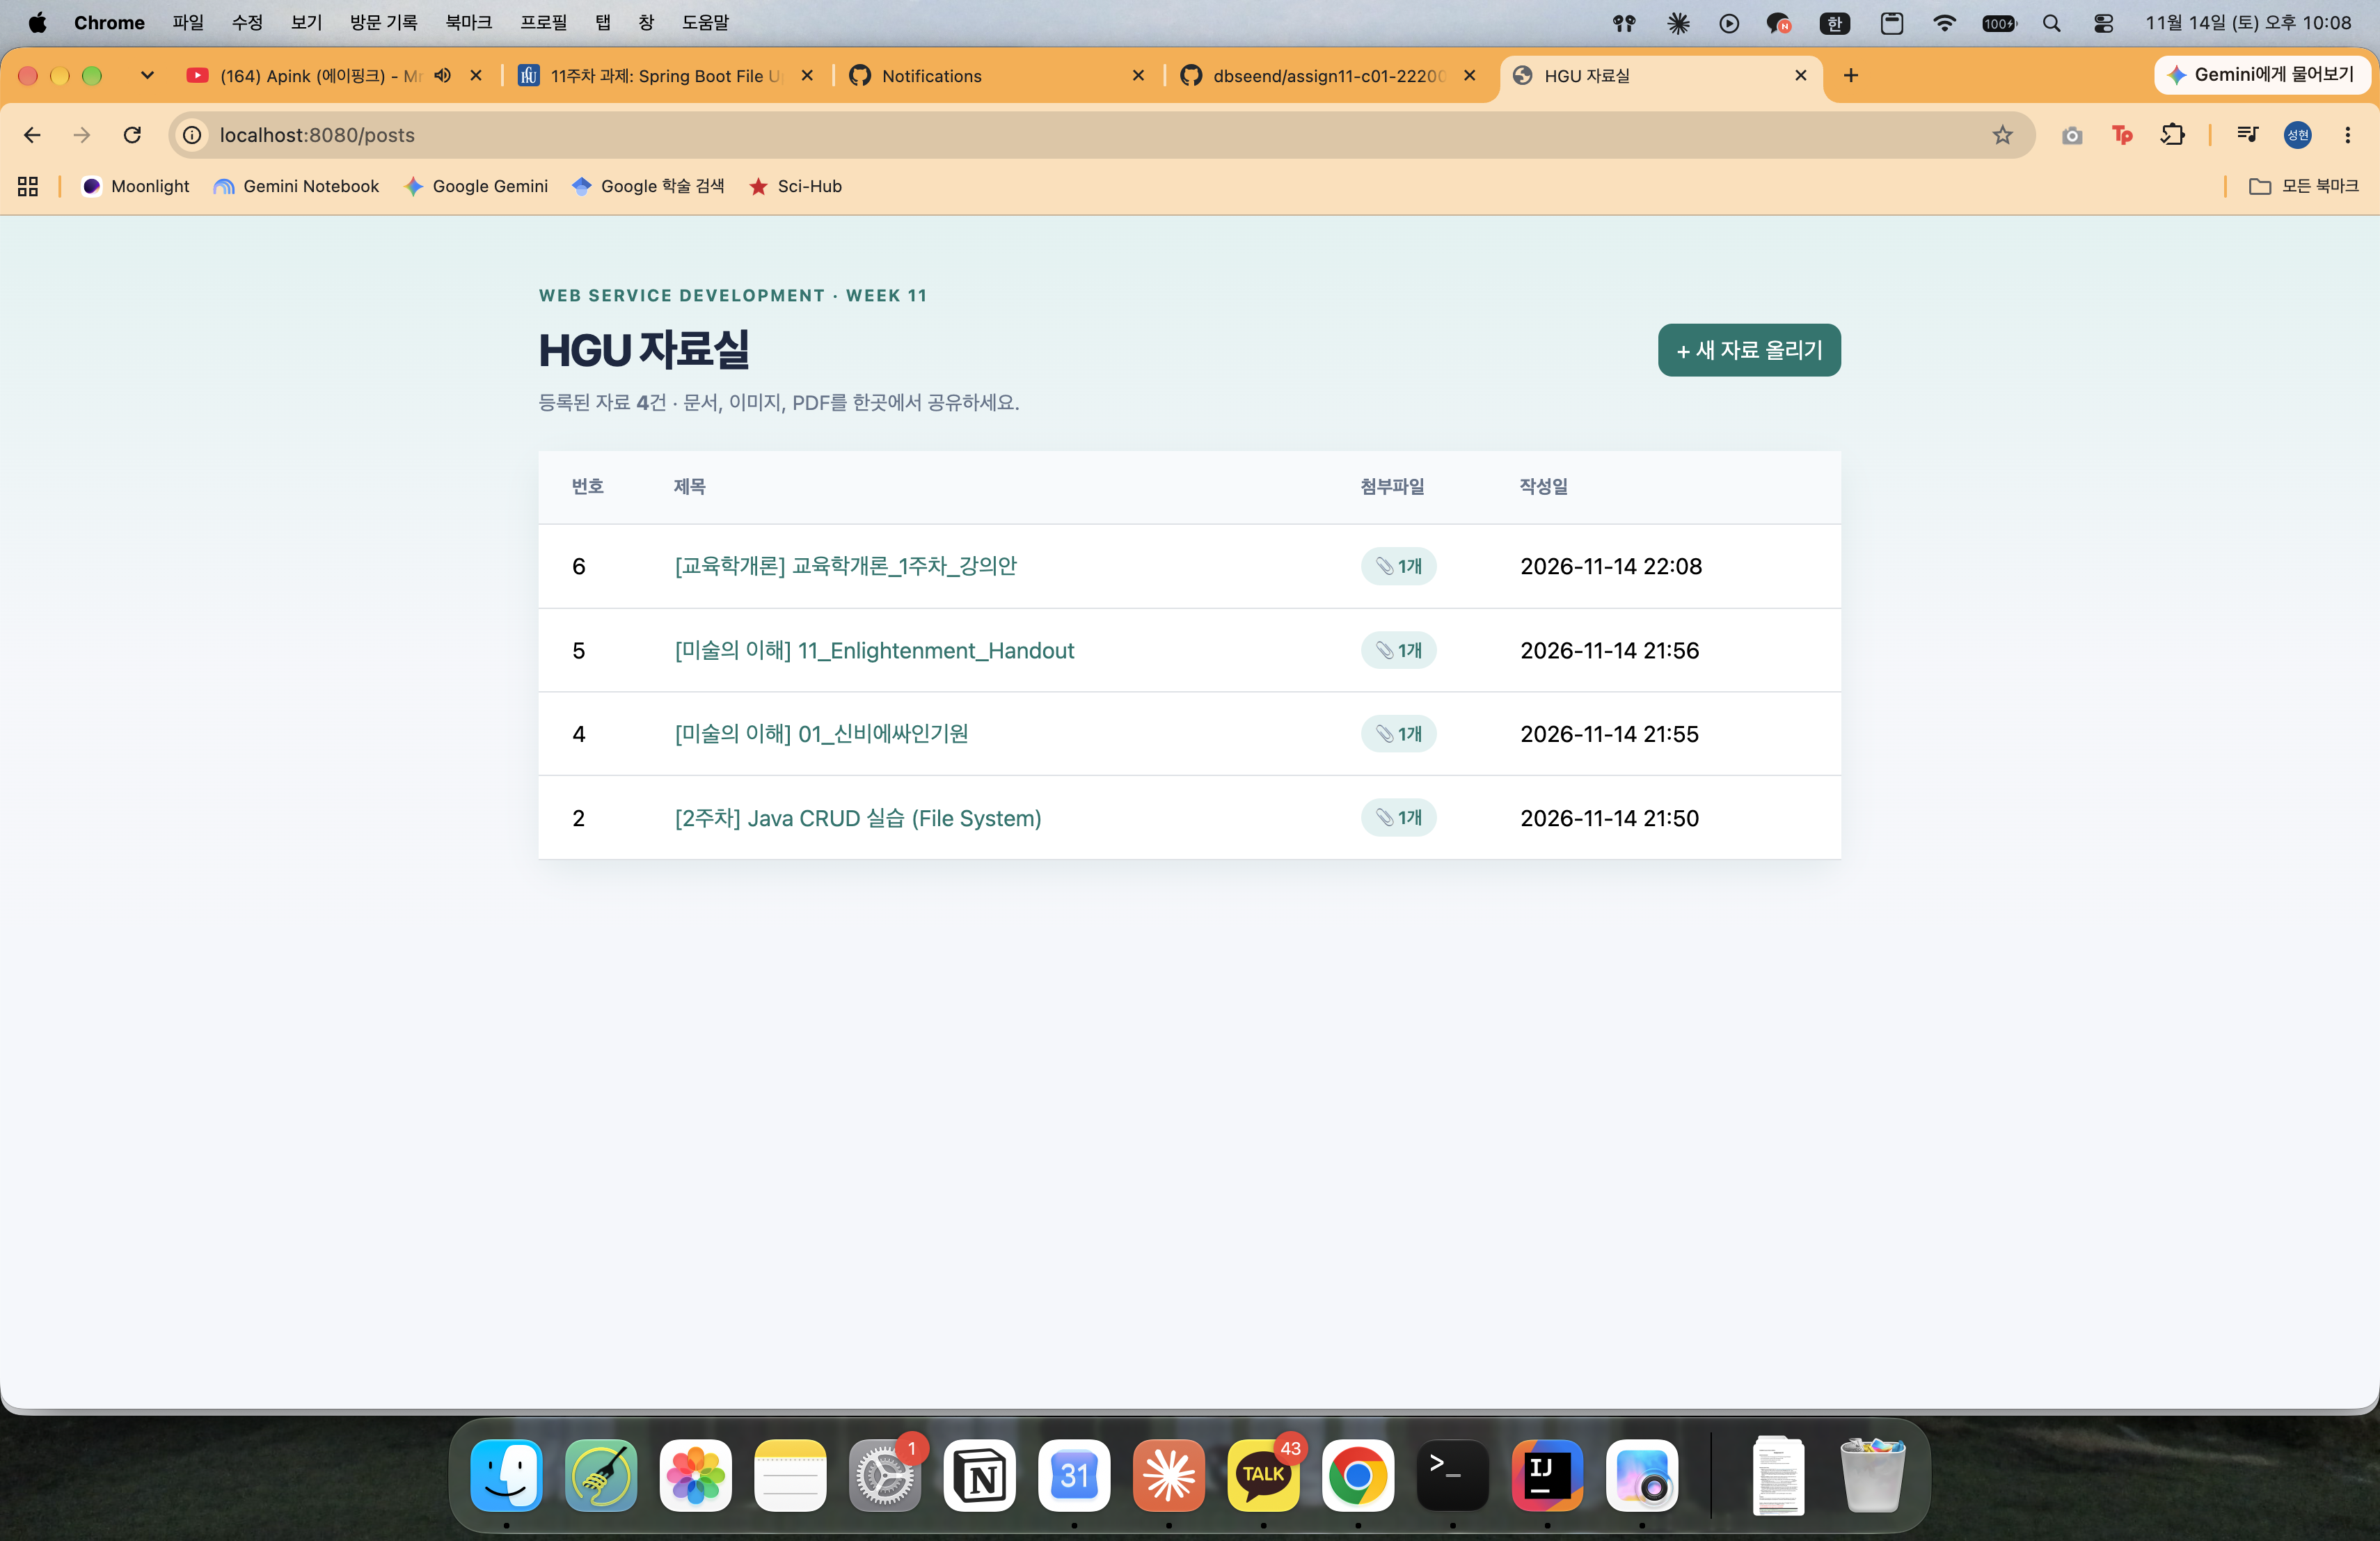 Chrome 파일 수정 보기 방문 기록 북마크 프로필 탭 창 도움말 한 100 11월 14일 (토) 오후 10:08
(164) Apink (에이핑크) - 11주차 과제: Spring Boot File Notifications dbseend/assign11-c01-2220 HGU 자료실 Gemini에게 물어보기
localhost:8080/posts Tp 성현
Moonlight Gemini Notebook Google Gemini Google 학술 검색 Sci-Hub 모든 북마크
WEB SERVICE DEVELOPMENT · WEEK 11
HGU 자료실
+ 새 자료 올리기
등록된 자료 4건 · 문서, 이미지, PDF를 한곳에서 공유하세요.
번호 제목 첨부파일 작성일
6 [교육학개론] 교육학개론_1주차_강의안 1개 2026-11-14 22:08
5 [미술의 이해] 11_Enlightenment_Handout 1개 2026-11-14 21:56
4 [미술의 이해] 01_신비에싸인기원 1개 2026-11-14 21:55
2 [2주차] Java CRUD 실습 (File System) 1개 2026-11-14 21:50
1 N 31 TALK 43 >_ IJ